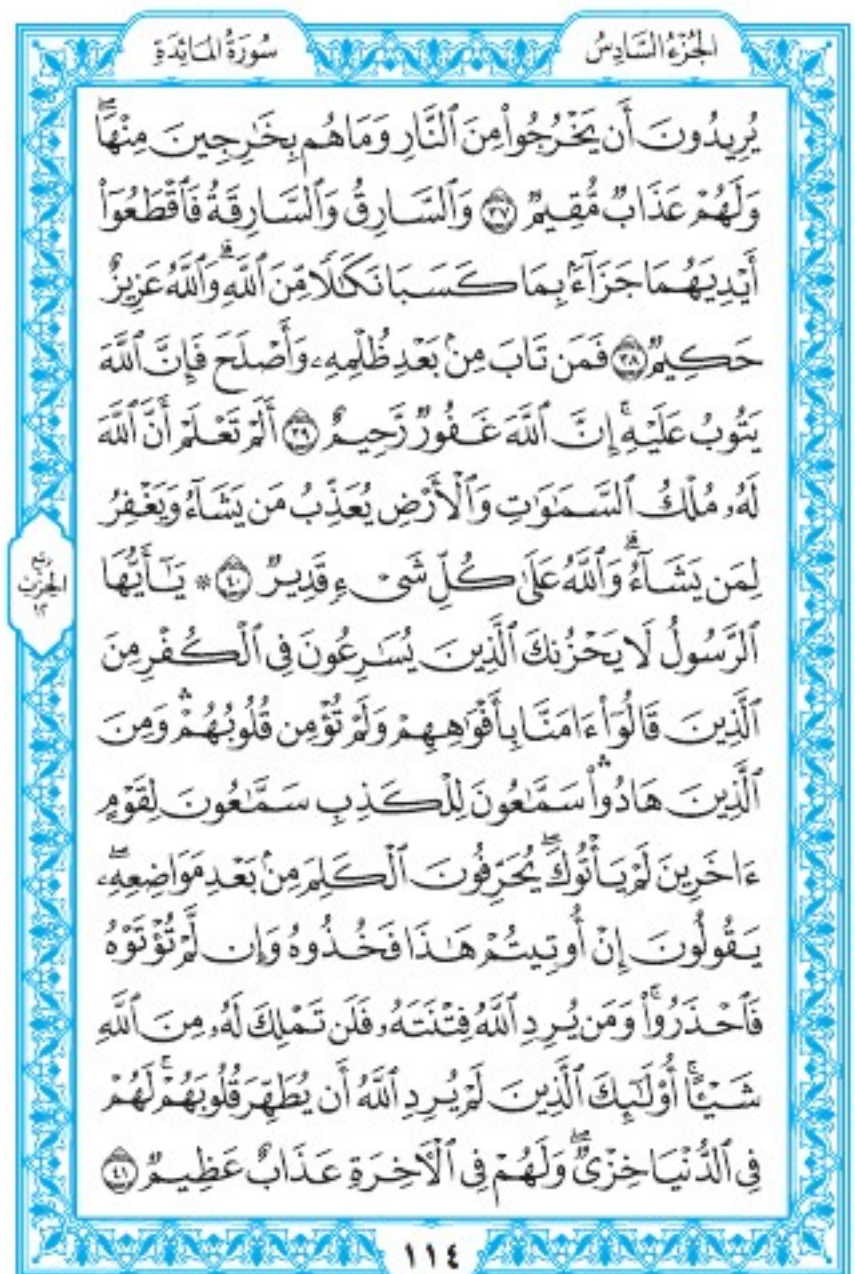 الجُزْءُ السَّادِسُ
سُورَةُ المَائِدَةِ
يُرِيدُونَ أَن يَخْرُجُواْ مِنَ ٱلنَّارِ وَمَا هُم بِخَٰرِجِينَ مِنْهَاۖ
وَلَهُمْ عَذَابٌ مُّقِيمٌ ٣٧ وَٱلسَّارِقُ وَٱلسَّارِقَةُ فَٱقْطَعُوٓاْ
أَيْدِيَهُمَا جَزَآءَۢ بِمَا كَسَبَا نَكَٰلًا مِّنَ ٱللَّهِۗ وَٱللَّهُ عَزِيزٌ
حَكِيمٌ ٣٨ فَمَن تَابَ مِنۢ بَعْدِ ظُلْمِهِۦ وَأَصْلَحَ فَإِنَّ ٱللَّهَ
يَتُوبُ عَلَيْهِۚ إِنَّ ٱللَّهَ غَفُورٌ رَّحِيمٌ ٣٩ أَلَمْ تَعْلَمْ أَنَّ ٱللَّهَ
لَهُۥ مُلْكُ ٱلسَّمَٰوَٰتِ وَٱلْأَرْضِ يُعَذِّبُ مَن يَشَآءُ وَيَغْفِرُ
لِمَن يَشَآءُۗ وَٱللَّهُ عَلَىٰ كُلِّ شَىْءٍ قَدِيرٌ ٤٠ * يَٰٓأَيُّهَا
ٱلرَّسُولُ لَا يَحْزُنكَ ٱلَّذِينَ يُسَٰرِعُونَ فِى ٱلْكُفْرِ مِنَ
ٱلَّذِينَ قَالُوٓاْ ءَامَنَّا بِأَفْوَٰهِهِمْ وَلَمْ تُؤْمِن قُلُوبُهُمْۛ وَمِنَ
ٱلَّذِينَ هَادُواْۛ سَمَّٰعُونَ لِلْكَذِبِ سَمَّٰعُونَ لِقَوْمٍ
ءَاخَرِينَ لَمْ يَأْتُوكَۖ يُحَرِّفُونَ ٱلْكَلِمَ مِنۢ بَعْدِ مَوَاضِعِهِۦۖ
يَقُولُونَ إِنْ أُوتِيتُمْ هَٰذَا فَخُذُوهُ وَإِن لَّمْ تُؤْتَوْهُ
فَٱحْذَرُواْۚ وَمَن يُرِدِ ٱللَّهُ فِتْنَتَهُۥ فَلَن تَمْلِكَ لَهُۥ مِنَ ٱللَّهِ
شَيْـًٔاۚ أُوْلَٰٓئِكَ ٱلَّذِينَ لَمْ يُرِدِ ٱللَّهُ أَن يُطَهِّرَ قُلُوبَهُمْۚ لَهُمْ
فِى ٱلدُّنْيَا خِزْىٌۖ وَلَهُمْ فِى ٱلْءَاخِرَةِ عَذَابٌ عَظِيمٌ ٤١
ربع
الحِزْب
١٢
١١٤